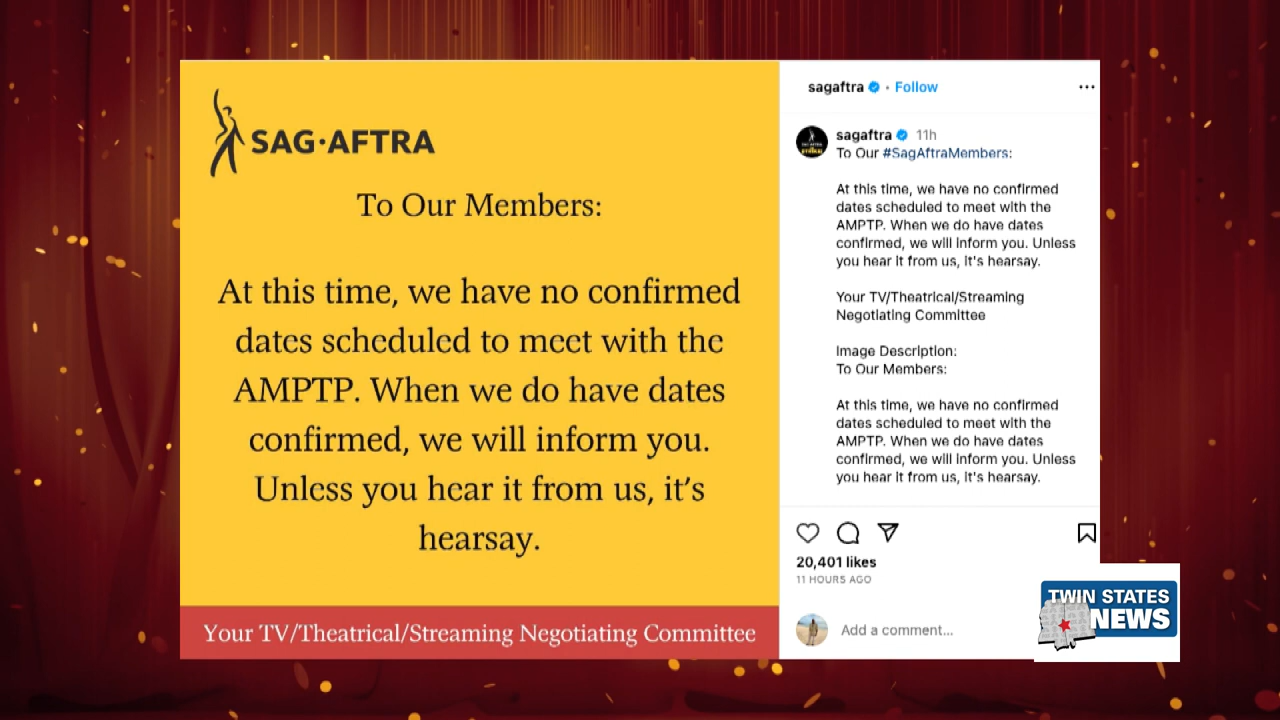 SAG·AFTRA
To Our Members:
At this time, we have no confirmed
dates scheduled to meet with the
AMPTP. When we do have dates
confirmed, we will inform you.
Unless you hear it from us, it's
hearsay.
Your TV/Theatrical/Streaming Negotiating Committee
sagaftra • Follow
sagaftra 11h
To Our #SagAftraMembers:
At this time, we have no confirmed
dates scheduled to meet with the
AMPTP. When we do have dates
confirmed, we will inform you. Unless
you hear it from us, it's hearsay.
Your TV/Theatrical/Streaming
Negotiating Committee
Image Description:
To Our Members:
At this time, we have no confirmed
dates scheduled to meet with the
AMPTP. When we do have dates
confirmed, we will inform you. Unless
you hear it from us, it's hearsay.
20,401 likes
11 HOURS AGO
Add a comment...
TWIN STATES
NEWS